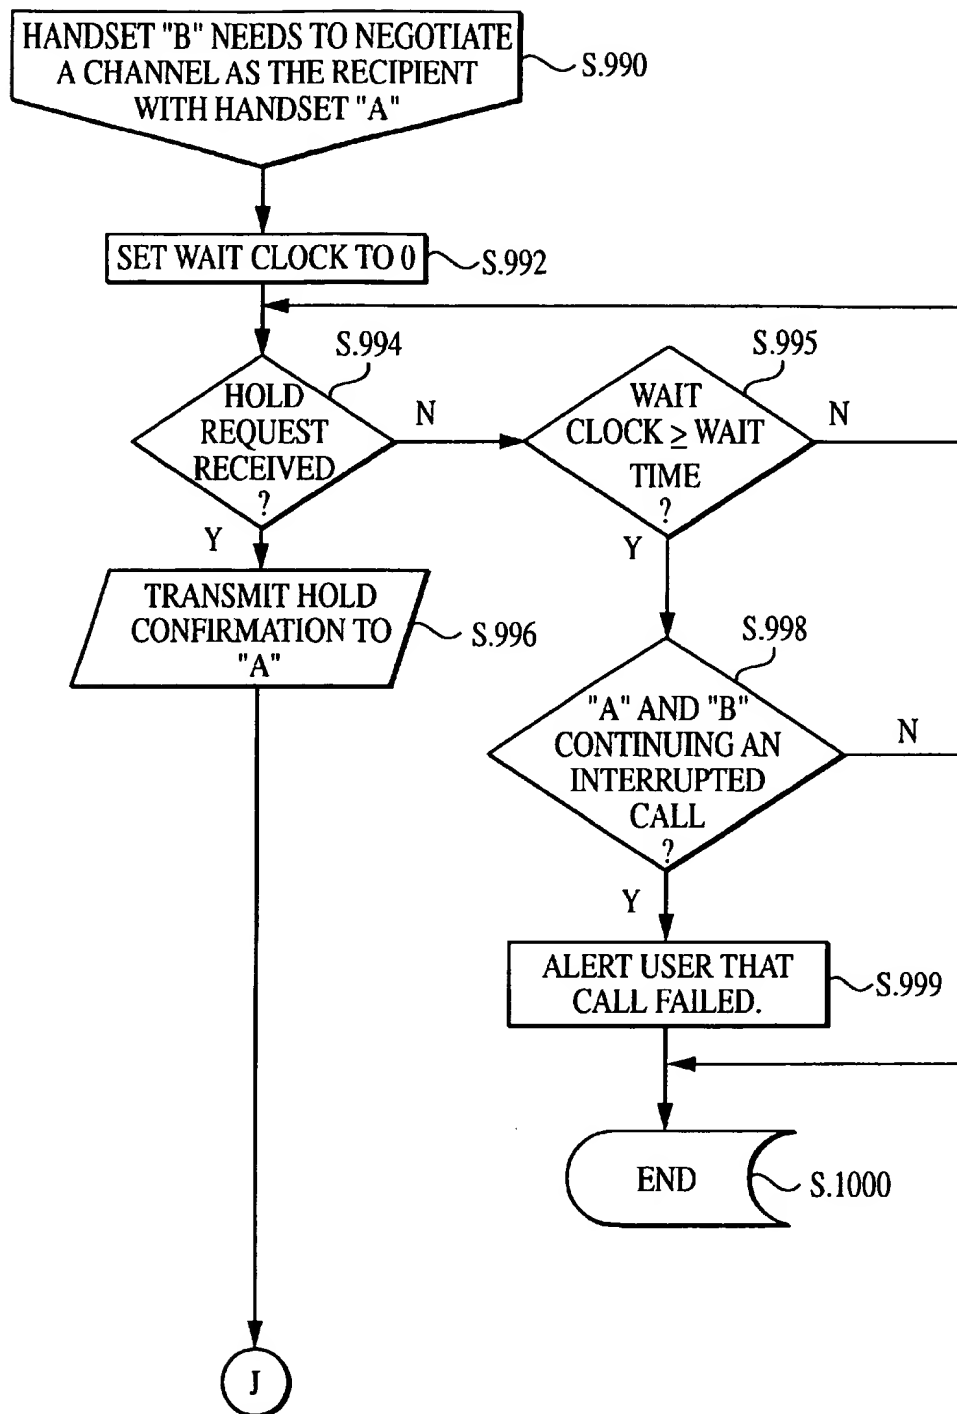 HANDSET "B" NEEDS TO NEGOTIATE
A CHANNEL AS THE RECIPIENT
WITH HANDSET "A"
S.990
SET WAIT CLOCK TO 0
S.992
S.994
HOLD
REQUEST
RECEIVED
?
N
Y
S.995
WAIT
CLOCK ≥ WAIT
TIME
?
N
Y
TRANSMIT HOLD
CONFIRMATION TO
"A"
S.996
S.998
"A" AND "B"
CONTINUING AN
INTERRUPTED
CALL
?
N
Y
ALERT USER THAT
CALL FAILED.
S.999
END
S.1000
J